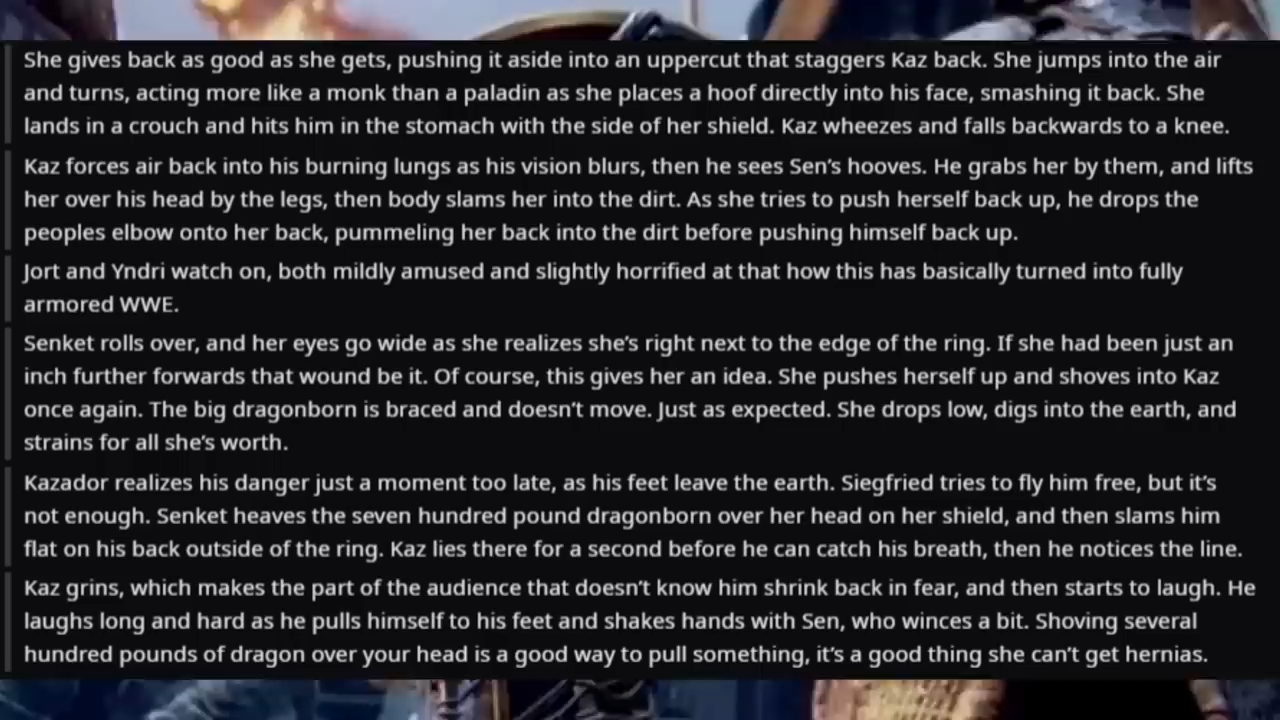 She gives back as good as she gets, pushing it aside into an uppercut that staggers Kaz back. She jumps into the air
and turns, acting more like a monk than a paladin as she places a hoof directly into his face, smashing it back. She
lands in a crouch and hits him in the stomach with the side of her shield. Kaz wheezes and falls backwards to a knee.
Kaz forces air back into his burning lungs as his vision blurs, then he sees Sen’s hooves. He grabs her by them, and lifts
her over his head by the legs, then body slams her into the dirt. As she tries to push herself back up, he drops the
peoples elbow onto her back, pummeling her back into the dirt before pushing himself back up.
Jort and Yndri watch on, both mildly amused and slightly horrified at that how this has basically turned into fully
armored WWE.
Senket rolls over, and her eyes go wide as she realizes she’s right next to the edge of the ring. If she had been just an
inch further forwards that wound be it. Of course, this gives her an idea. She pushes herself up and shoves into Kaz
once again. The big dragonborn is braced and doesn’t move. Just as expected. She drops low, digs into the earth, and
strains for all she’s worth.
Kazador realizes his danger just a moment too late, as his feet leave the earth. Siegfried tries to fly him free, but it’s
not enough. Senket heaves the seven hundred pound dragonborn over her head on her shield, and then slams him
flat on his back outside of the ring. Kaz lies there for a second before he can catch his breath, then he notices the line.
Kaz grins, which makes the part of the audience that doesn’t know him shrink back in fear, and then starts to laugh. He
laughs long and hard as he pulls himself to his feet and shakes hands with Sen, who winces a bit. Shoving several
hundred pounds of dragon over your head is a good way to pull something, it’s a good thing she can’t get hernias.